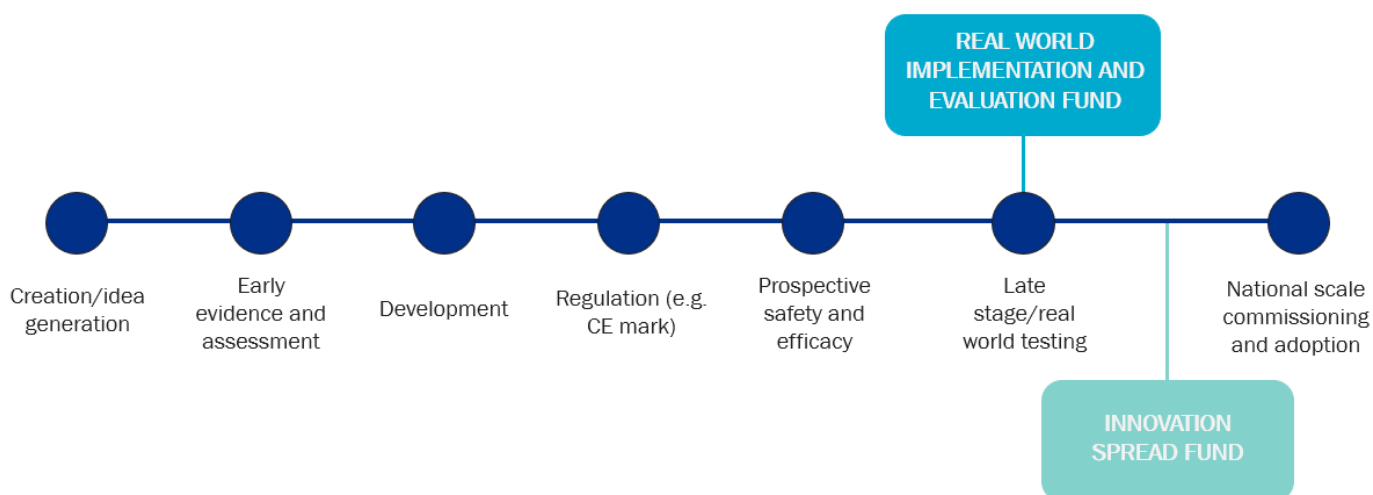 REAL WORLD
IMPLEMENTATION AND
EVALUATION FUND
Creation/idea
generation
Early
evidence and
assessment
Development
Regulation (e.g.
CE mark)
Prospective
safety and
efficacy
Late
stage/real
world testing
National scale
commissioning
and adoption
INNOVATION
SPREAD FUND